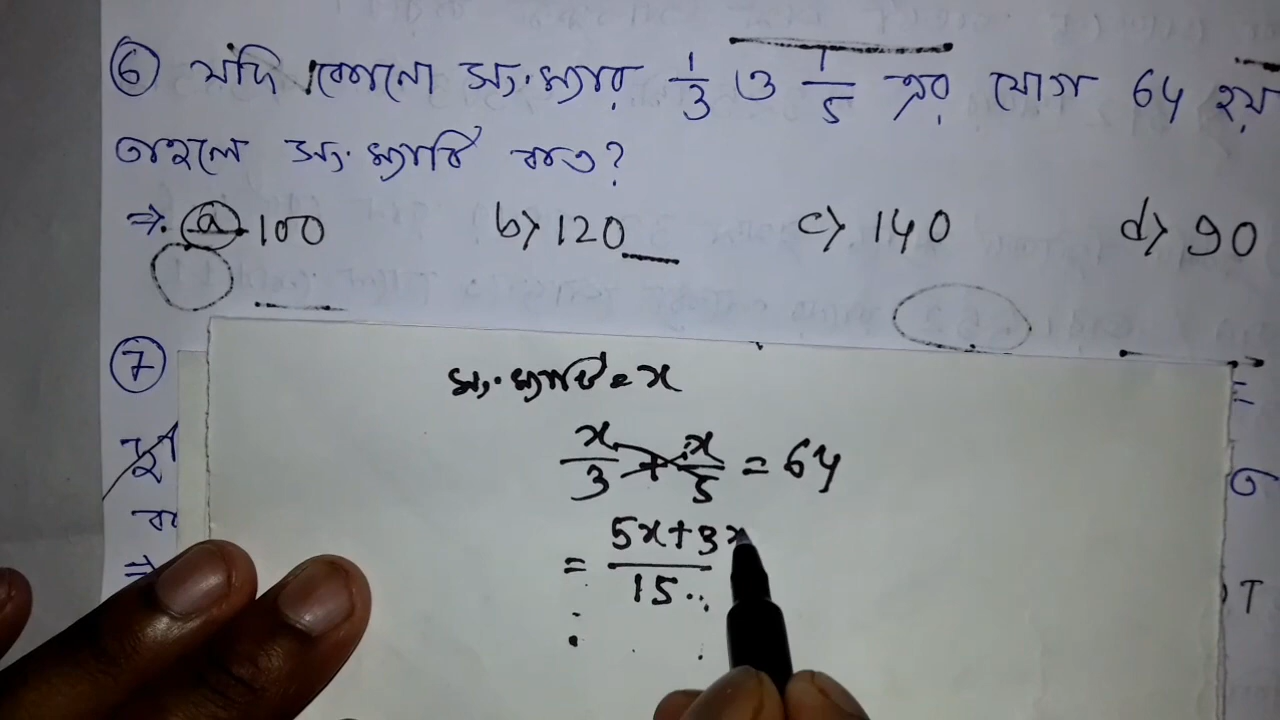 ৬ যদি কোনো সংখ্যার 1/3 ও 1/5 এর যোগ 64 হয়
তাহলে সংখ্যাটি কত?
⇒ a 100 b> 120 c> 140 d> 90
7
সংখ্যাটি = x
x/3 + x/5 = 64
= 5x+3x/15